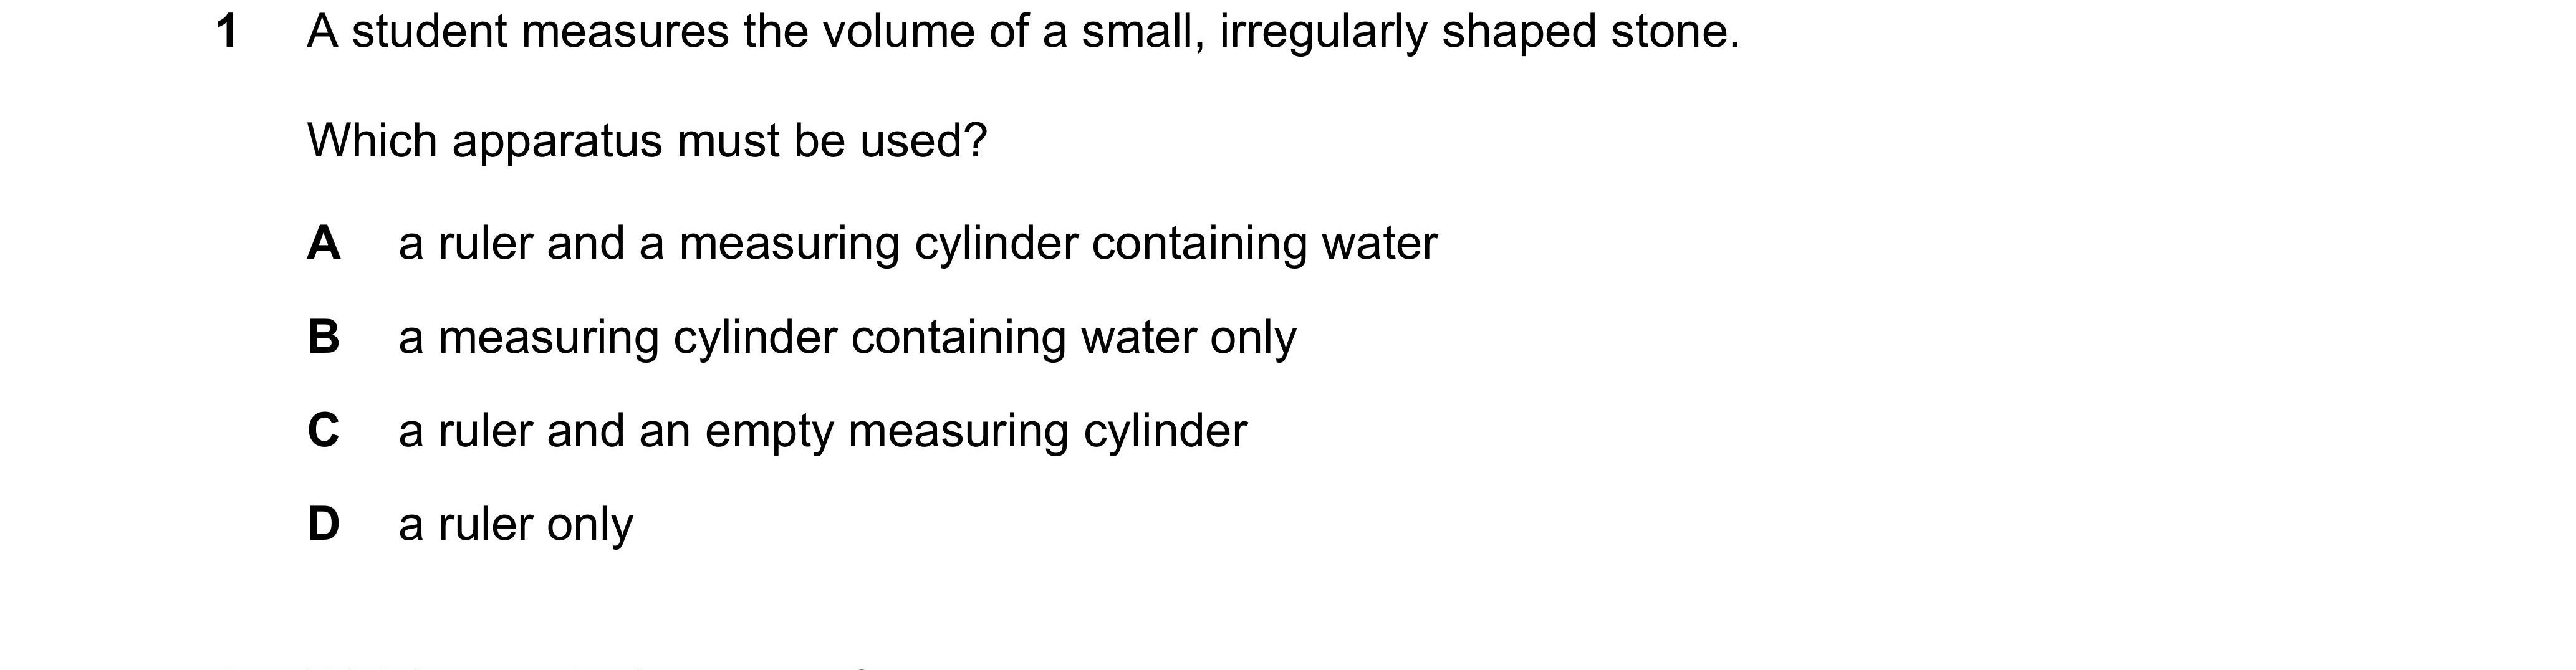 1 A student measures the volume of a small, irregularly shaped stone.
Which apparatus must be used?
A a ruler and a measuring cylinder containing water
B a measuring cylinder containing water only
C a ruler and an empty measuring cylinder
D a ruler only